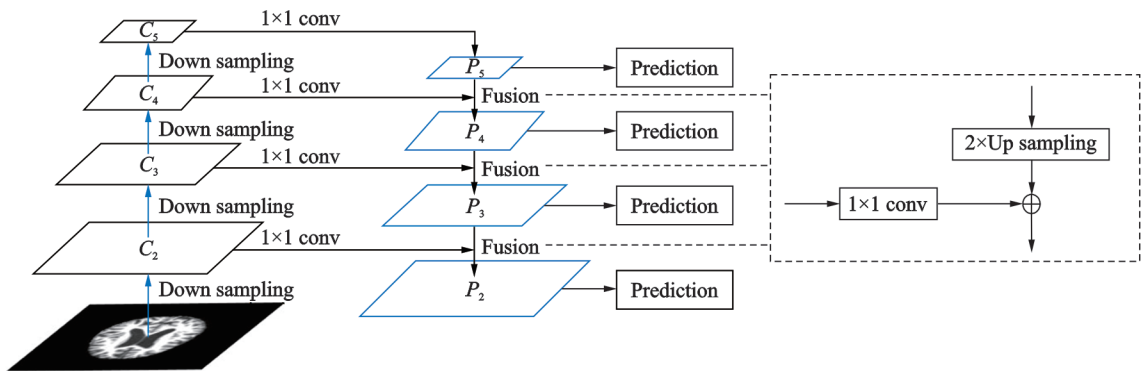 1×1 conv
C₅
Down sampling
P₅
Prediction
1×1 conv
C₄
Fusion
Down sampling
P₄
Prediction
2×Up sampling
1×1 conv
C₃
Fusion
Down sampling
P₃
Prediction
1×1 conv
1×1 conv
C₂
Fusion
Down sampling
P₂
Prediction